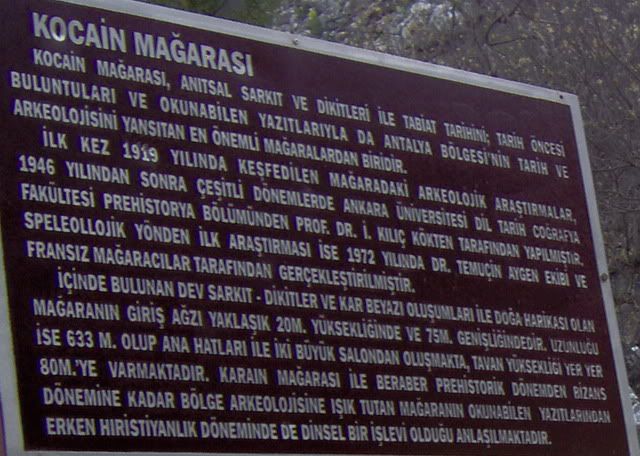 KOCAİN MAĞARASI
KOCAİN MAĞARASI, ANITSAL SARKIT VE DİKİTLERİ İLE TABİAT TARİHİNİ; TARİH ÖNCESİ
BULUNTULARI VE OKUNABİLEN YAZITLARIYLA DA ANTALYA BÖLGESİ'NİN TARİH VE
ARKEOLOJİSİNİ YANSITAN EN ÖNEMLİ MAĞARALARDAN BİRİDİR.
İLK KEZ 1919 YILINDA KEŞFEDİLEN MAĞARADAKİ ARKEOLOJİK ARAŞTIRMALAR,
1946 YILINDAN SONRA ÇEŞİTLİ DÖNEMLERDE ANKARA ÜNİVERSİTESİ DİL TARİH COĞRAFYA
FAKÜLTESİ PREHİSTORYA BÖLÜMÜNDEN PROF. DR. İ. KILIÇ KÖKTEN TARAFINDAN YAPILMIŞTIR.
SPELEOLLOJİK YÖNDEN İLK ARAŞTIRMASI İSE 1972 YILINDA DR. TEMUÇİN AYGEN EKİBİ VE
FRANSIZ MAĞARACILAR TARAFINDAN GERÇEKLEŞTİRİLMİŞTİR.
İÇİNDE BULUNAN DEV SARKIT - DİKİTLER VE KAR BEYAZI OLUŞUMLARI İLE DOĞA HARİKASI OLAN
MAĞARANIN GİRİŞ AĞZI YAKLAŞIK 20M. YÜKSEKLİĞİNDE VE 75M. GENİŞLİĞİNDEDİR. UZUNLUĞU
İSE 633 M. OLUP ANA HATLARI İLE İKİ BÜYÜK SALONDAN OLUŞMAKTA, TAVAN YÜKSEKLİĞİ YER YER
80M.'YE VARMAKTADIR. KARAIN MAĞARASI İLE BERABER PREHİSTORİK DÖNEMDEN BİZANS
DÖNEMİNE KADAR BÖLGE ARKEOLOJİSİNE IŞIK TUTAN MAĞARANIN OKUNABİLEN YAZITLARINDAN
ERKEN HIRİSTİYANLIK DÖNEMİNDE DE DİNSEL BİR İŞLEVİ OLDUĞU ANLAŞILMAKTADIR.